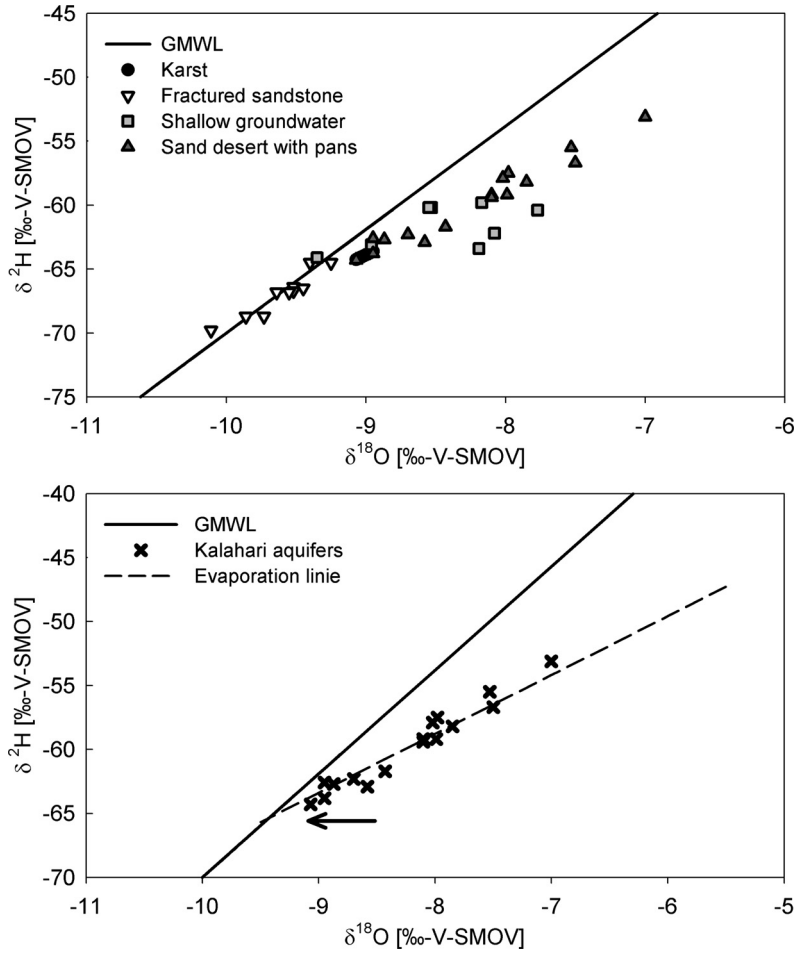 -45
-50
-55
-60
-65
-70
-75
δ ²H [‰-V-SMOV]
GMWL
Karst
Fractured sandstone
Shallow groundwater
Sand desert with pans
-11 -10 -9 -8 -7 -6
δ¹⁸O [‰-V-SMOV]
-40
-45
-50
-55
-60
-65
-70
δ ²H [‰-V-SMOV]
GMWL
Kalahari aquifers
Evaporation linie
-11 -10 -9 -8 -7 -6 -5
δ¹⁸O [‰-V-SMOV]